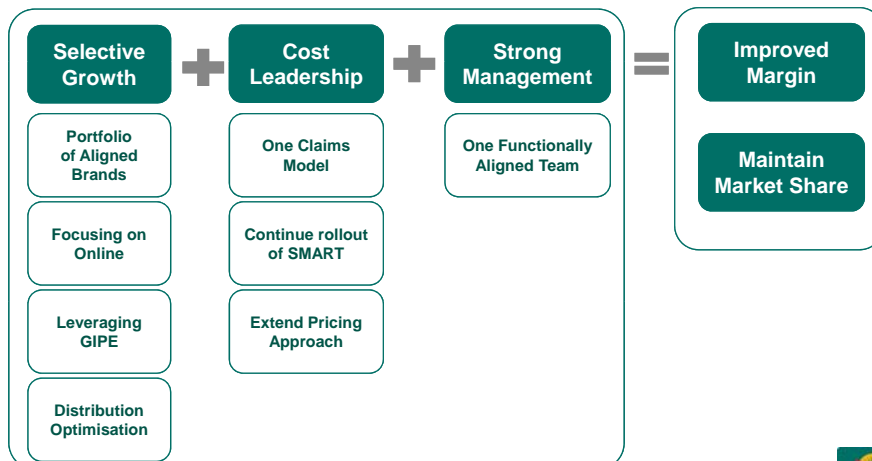 Selective
Growth
Cost
Leadership
Strong
Management
Improved
Margin
Portfolio
of Aligned
Brands
One Claims
Model
One Functionally
Aligned Team
Maintain
Market Share
Focusing on
Online
Continue rollout
of SMART
Leveraging
GIPE
Extend Pricing
Approach
Distribution
Optimisation